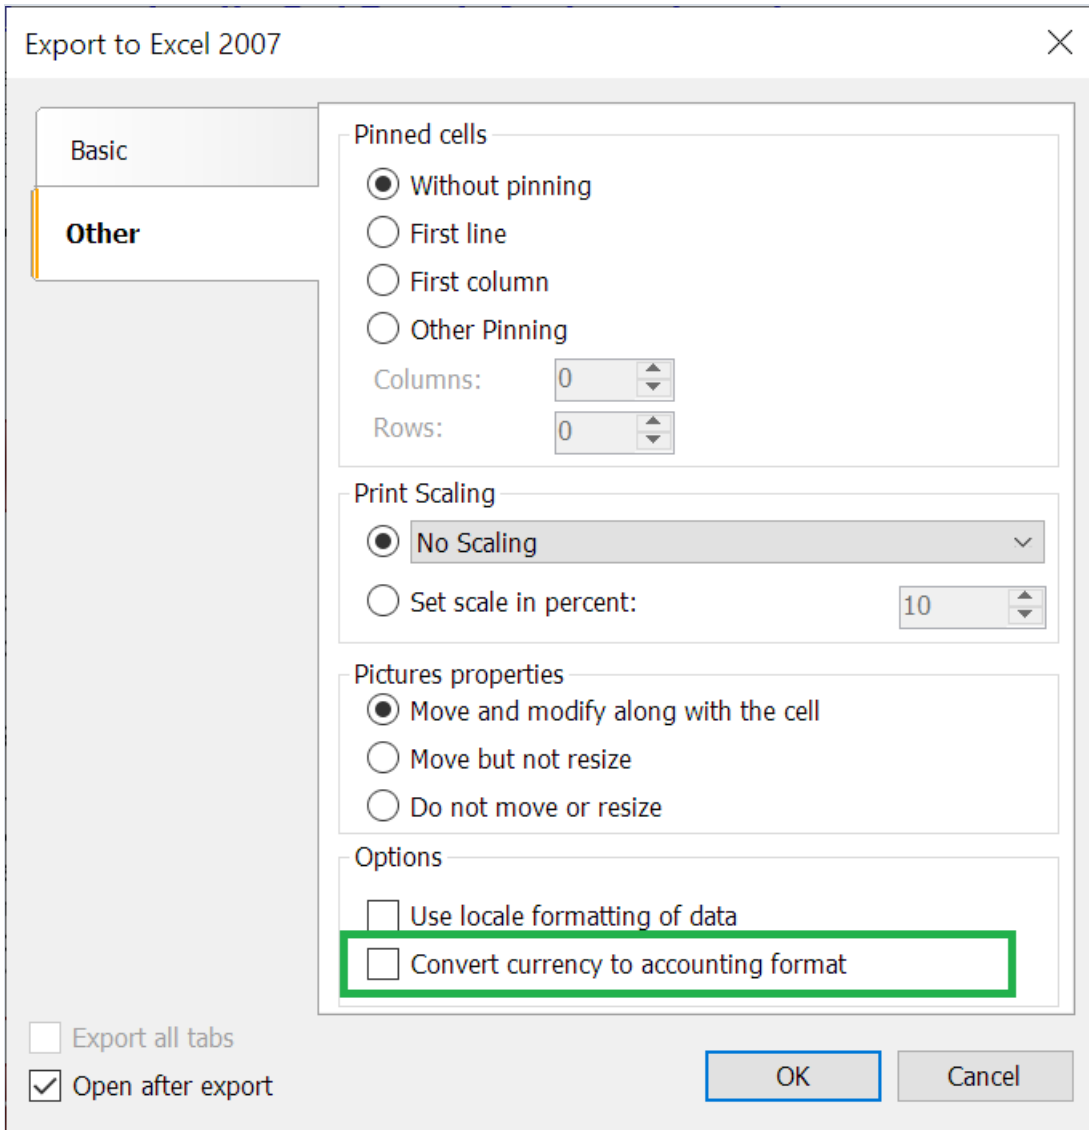 Export to Excel 2007
Basic
Other
Pinned cells
Without pinning
First line
First column
Other Pinning
Columns: 0
Rows: 0
Print Scaling
No Scaling
Set scale in percent: 10
Pictures properties
Move and modify along with the cell
Move but not resize
Do not move or resize
Options
Use locale formatting of data
Convert currency to accounting format
Export all tabs
Open after export
OK Cancel